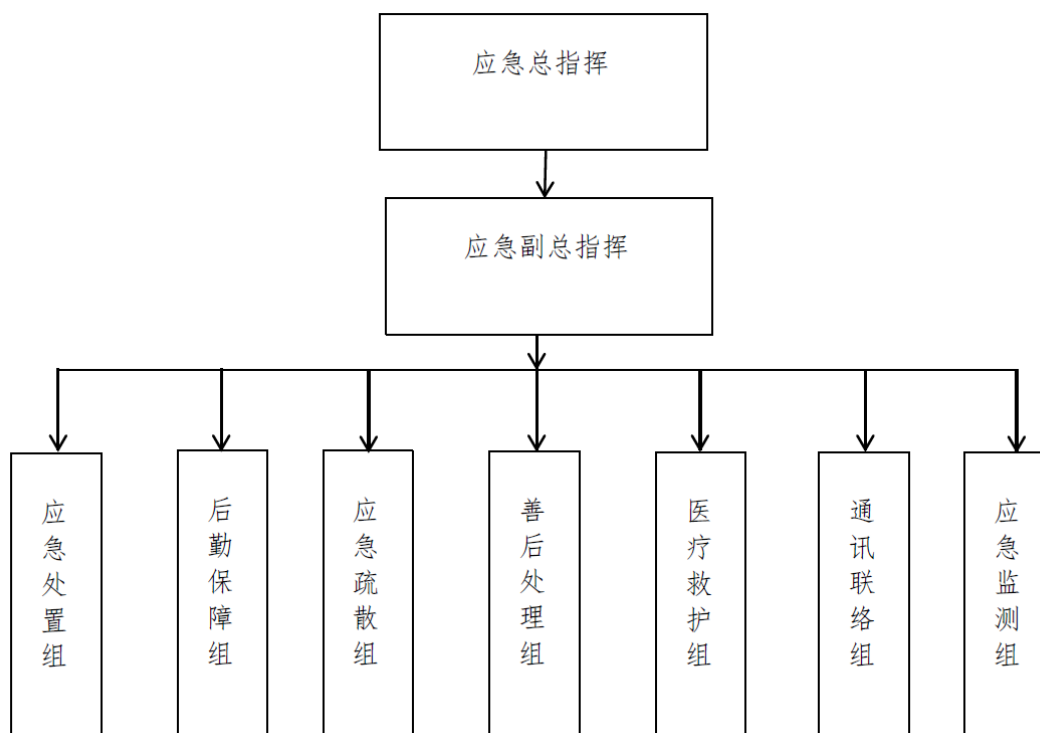 应急总指挥
应急副总指挥
应急处置组
后勤保障组
应急疏散组
善后处理组
医疗救护组
通讯联络组
应急监测组